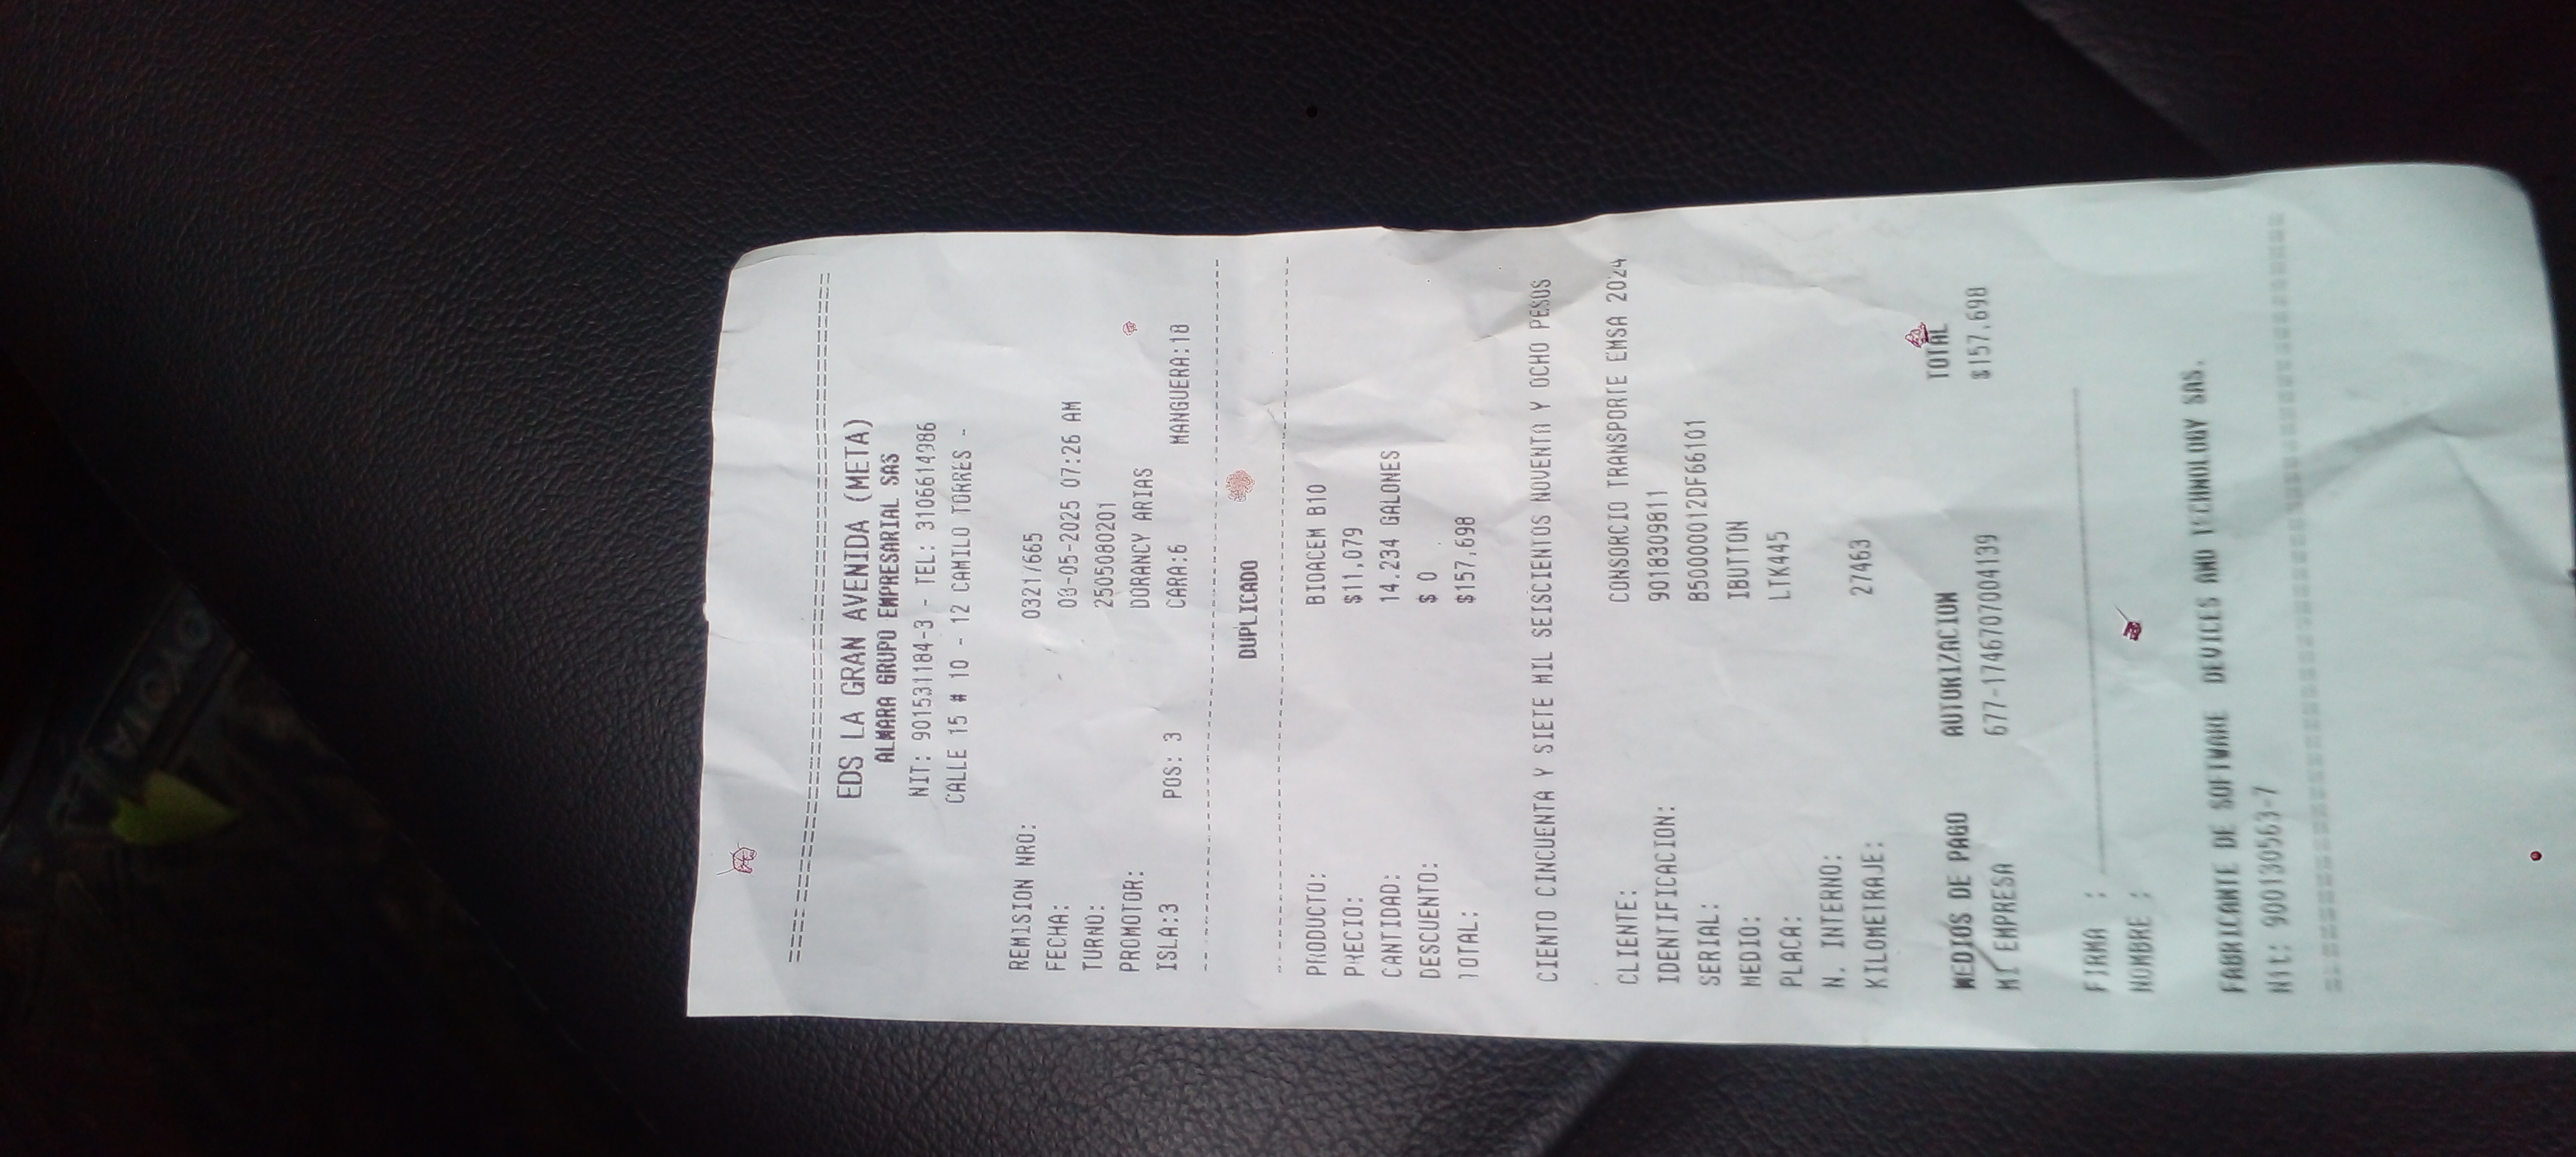 EDS LA GRAN AVENIDA (META)
ALMARA GRUPO EMPRESARIAL SAS
NIT: 901531184-3 - TEL: 3106614986
CALLE 15 # 10 - 12 CAMILO TORRES -
REMISION NRO: 0321/665
FECHA: 08-05-2025 07:26 AM
TURNO: 2505080201
PROMOTOR: DORANCY ARIAS
ISLA:3 POS: 3 CARA:6 MANGUERA:18
DUPLICADO
PRODUCTO: BIOACEM B10
PRECIO: $11,079
CANTIDAD: 14.234 GALONES
DESCUENTO: $ 0
TOTAL: $157,698
CIENTO CINCUENTA Y SIETE MIL SEISCIENTOS NOVENTA Y OCHO PESOS
CLIENTE: CONSORCIO TRANSPORTE EMSA 2024
IDENTIFICACION: 901830981 1
SERIAL: B5000012DF66101
MEDIO: IBUTTON
PLACA: LTK445
N. INTERNO:
KILOMETRAJE: 27463
MEDIOS DE PAGO AUTORIZACION TOTAL
MI EMPRESA 677-1746707004139 $157.698
FIRMA :
NOMBRE :
FABRICANTE DE SOFTWARE DEVICES AND TECHNOLOGY SAS.
Nit: 900130563-7